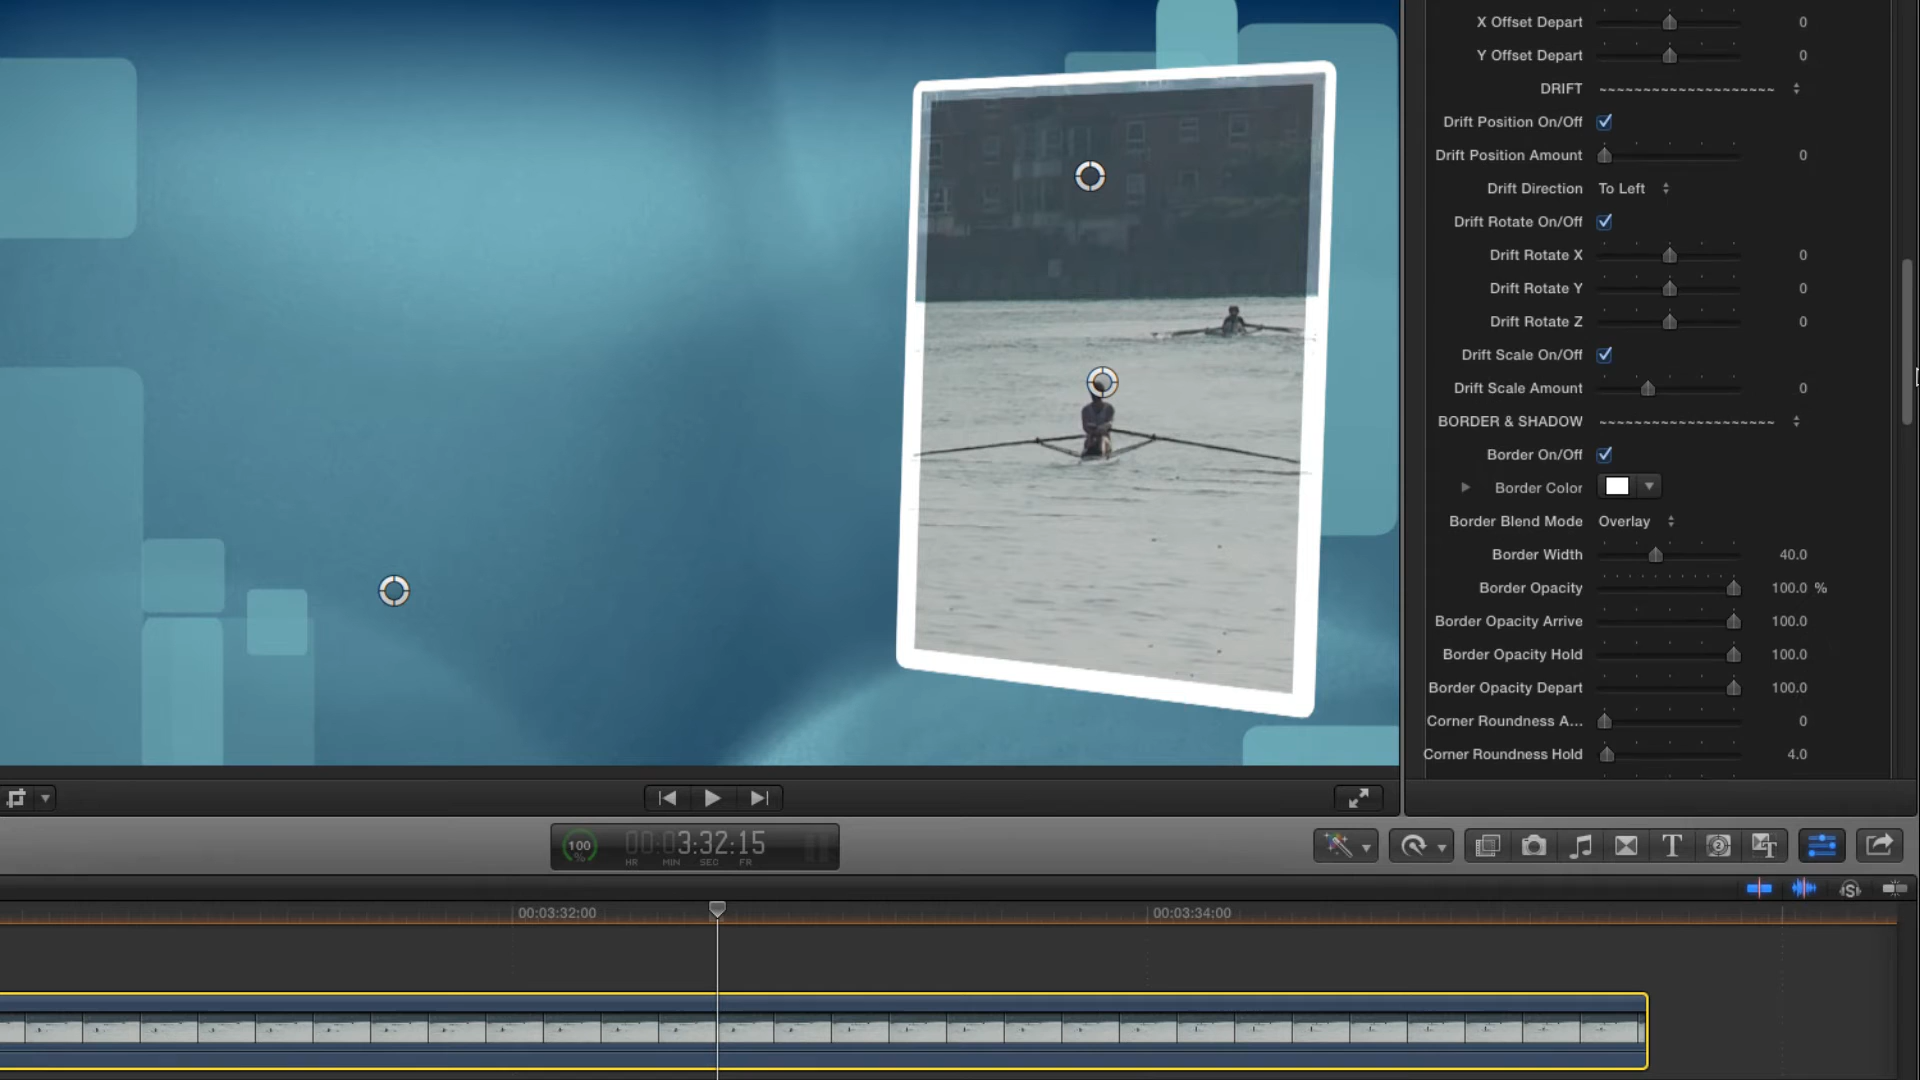 X Offset Depart 0
Y Offset Depart 0
DRIFT ~~~~~~~~~~~~~~~~~~~~
Drift Position On/Off
Drift Position Amount 0
Drift Direction To Left
Drift Rotate On/Off
Drift Rotate X 0
Drift Rotate Y 0
Drift Rotate Z 0
Drift Scale On/Off
Drift Scale Amount 0
BORDER & SHADOW ~~~~~~~~~~~~~~~~~~~~
Border On/Off
Border Color
Border Blend Mode Overlay
Border Width 40.0
Border Opacity 100.0 %
Border Opacity Arrive 100.0
Border Opacity Hold 100.0
Border Opacity Depart 100.0
Corner Roundness A... 0
Corner Roundness Hold 4.0
100 % 00:03:32:15
HR MIN SEC FR
T 2 T
S
00:03:32:00 00:03:34:00